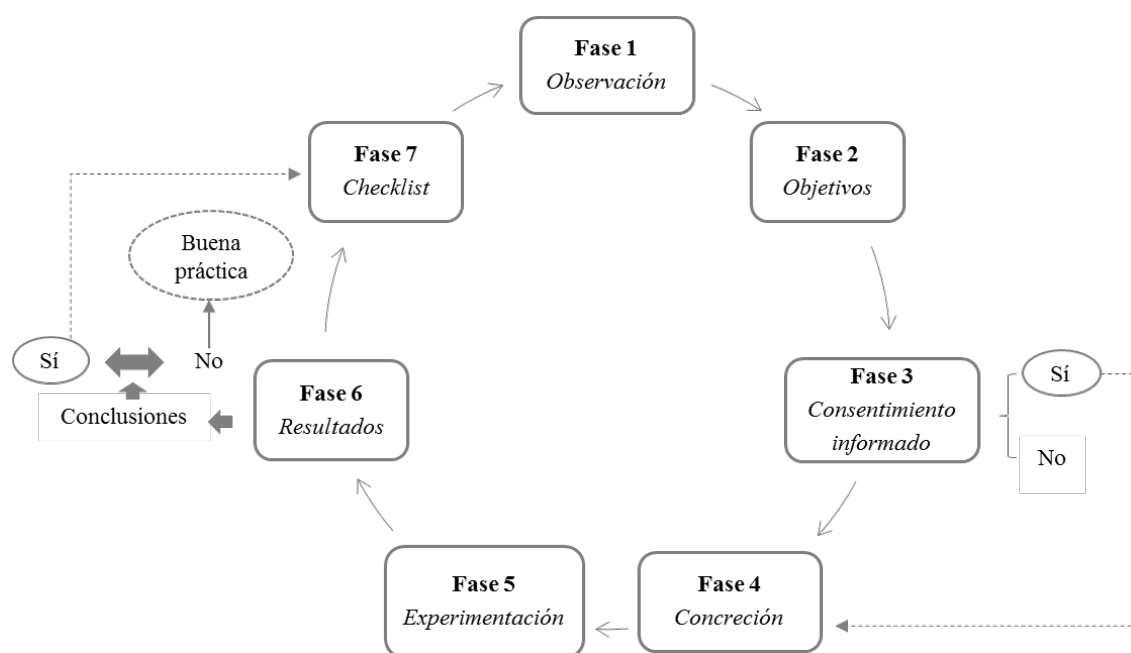 Fase 1
Observación
Fase 2
Objetivos
Fase 3
Consentimiento
informado
Sí
No
Fase 4
Concreción
Fase 5
Experimentación
Fase 6
Resultados
Conclusiones
Sí
No
Buena
práctica
Fase 7
Checklist